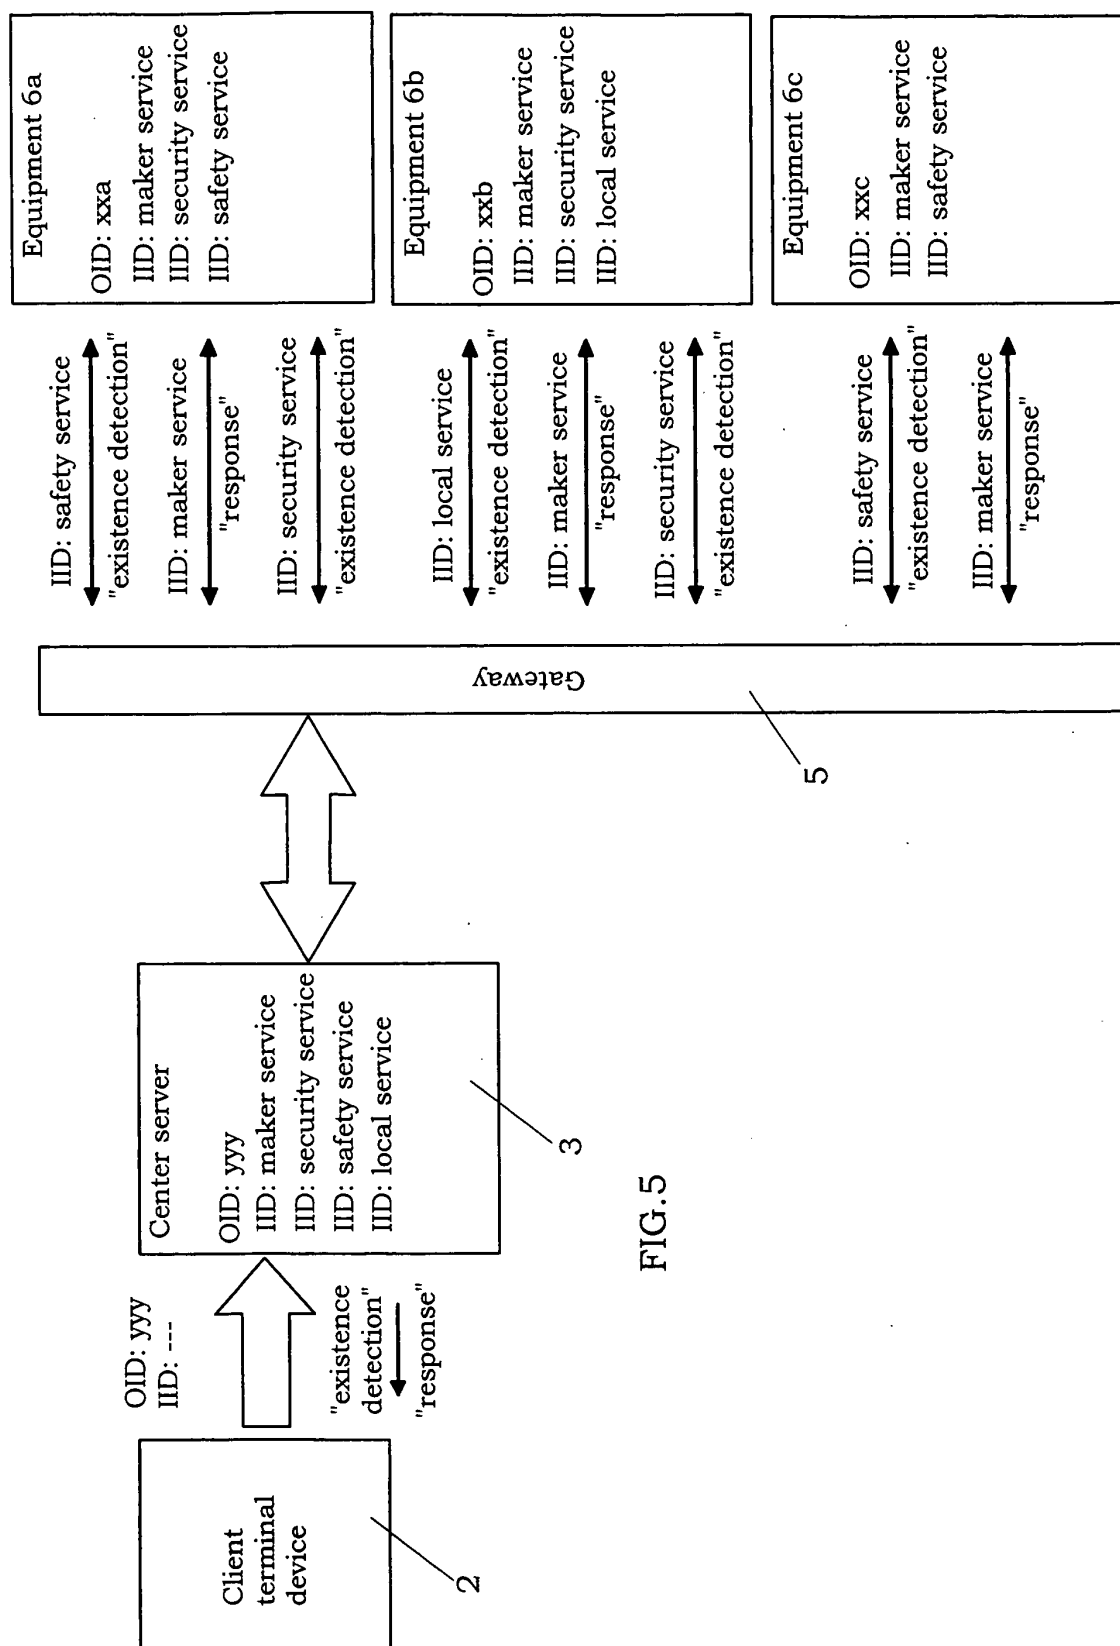 Client
terminal
device
2
OID: yyy
IID: ---
"existence
detection"
"response"
Center server
OID: yyy
IID: maker service
IID: security service
IID: safety service
IID: local service
3
Gateway
5
IID: safety service
"existence detection"
IID: maker service
"response"
IID: security service
"existence detection"
IID: local service
"existence detection"
IID: maker service
"response"
IID: security service
"existence detection"
IID: safety service
"existence detection"
IID: maker service
"response"
Equipment 6a
OID: xxa
IID: maker service
IID: security service
IID: safety service
Equipment 6b
OID: xxb
IID: maker service
IID: security service
IID: local service
Equipment 6c
OID: xxc
IID: maker service
IID: safety service
FIG.5